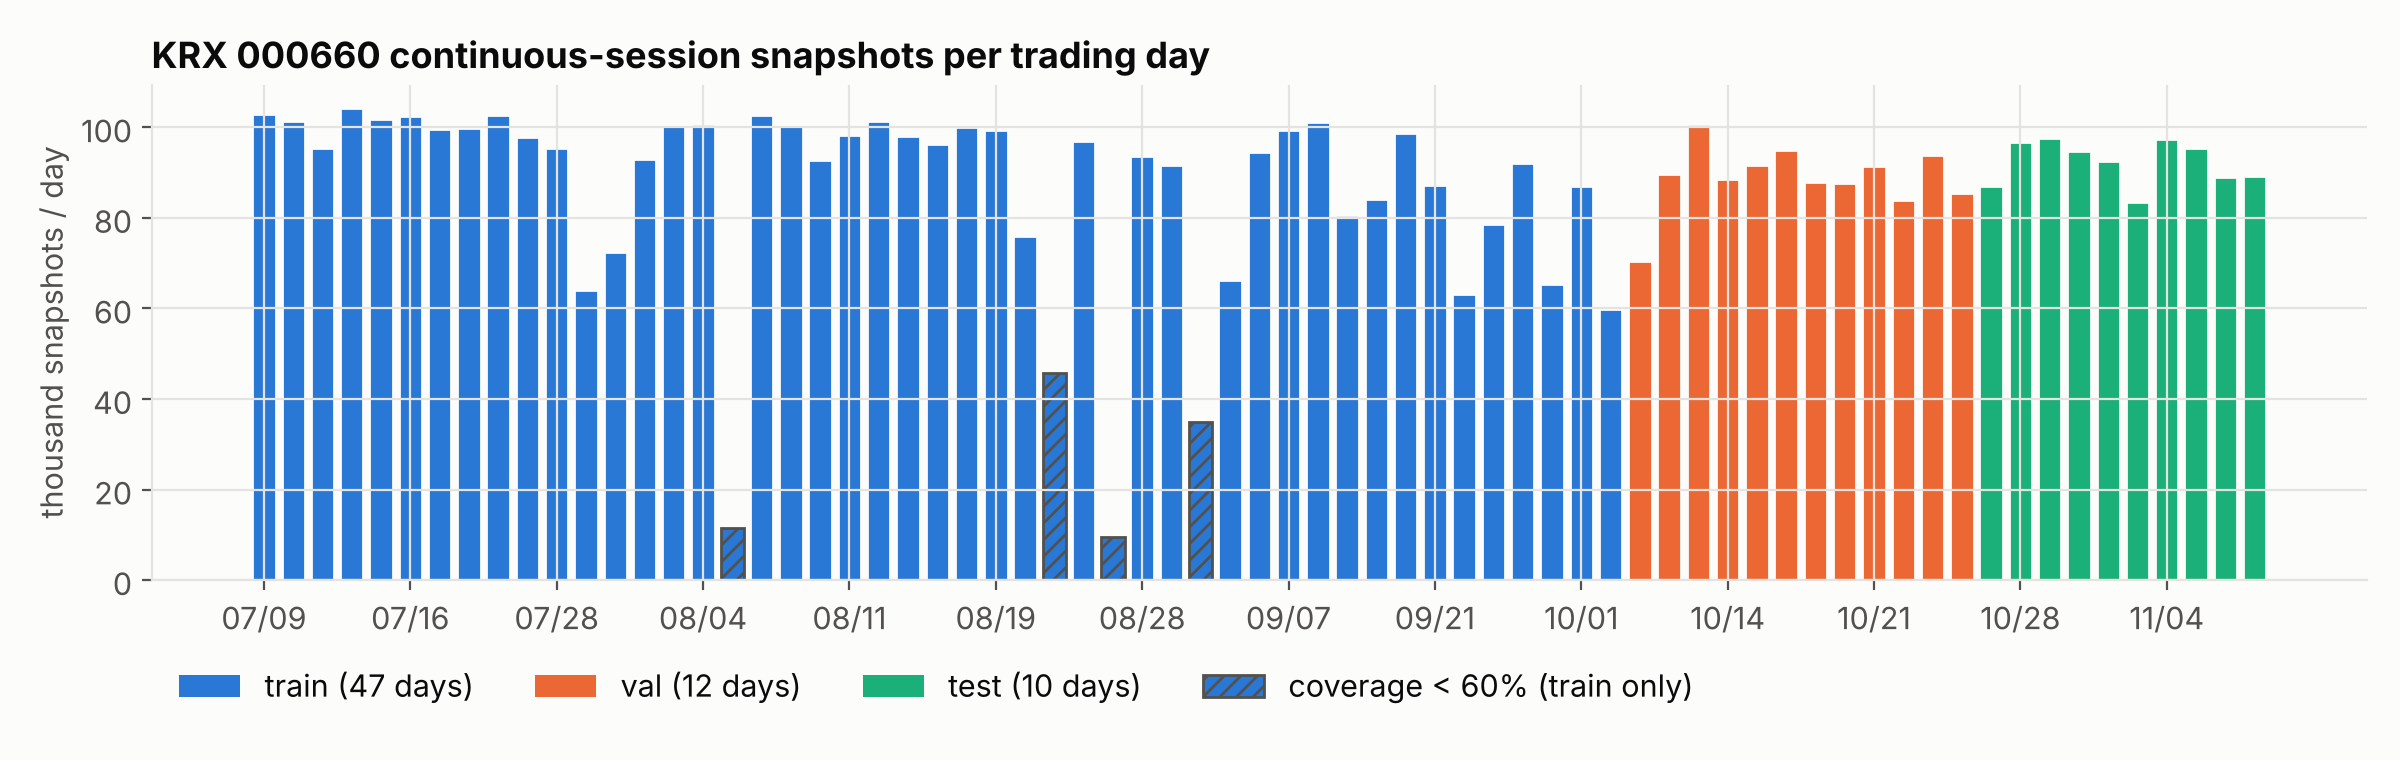 KRX 000660 continuous-session snapshots per trading day
thousand snapshots / day
100
80
60
40
20
0
07/09 07/16 07/28 08/04 08/11 08/19 08/28 09/07 09/21 10/01 10/14 10/21 10/28 11/04
train (47 days) val (12 days) test (10 days) coverage < 60% (train only)